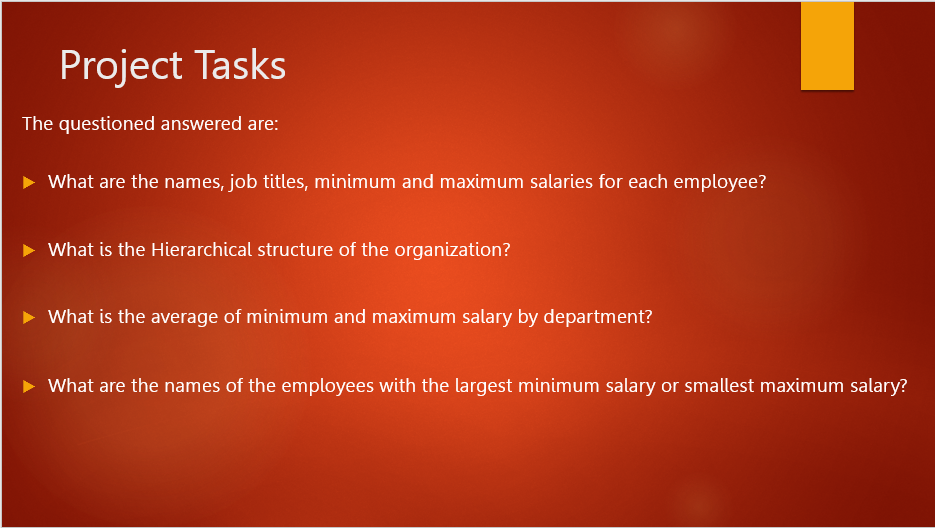 Project Tasks
The questioned answered are:
What are the names, job titles, minimum and maximum salaries for each employee?
What is the Hierarchical structure of the organization?
What is the average of minimum and maximum salary by department?
What are the names of the employees with the largest minimum salary or smallest maximum salary?